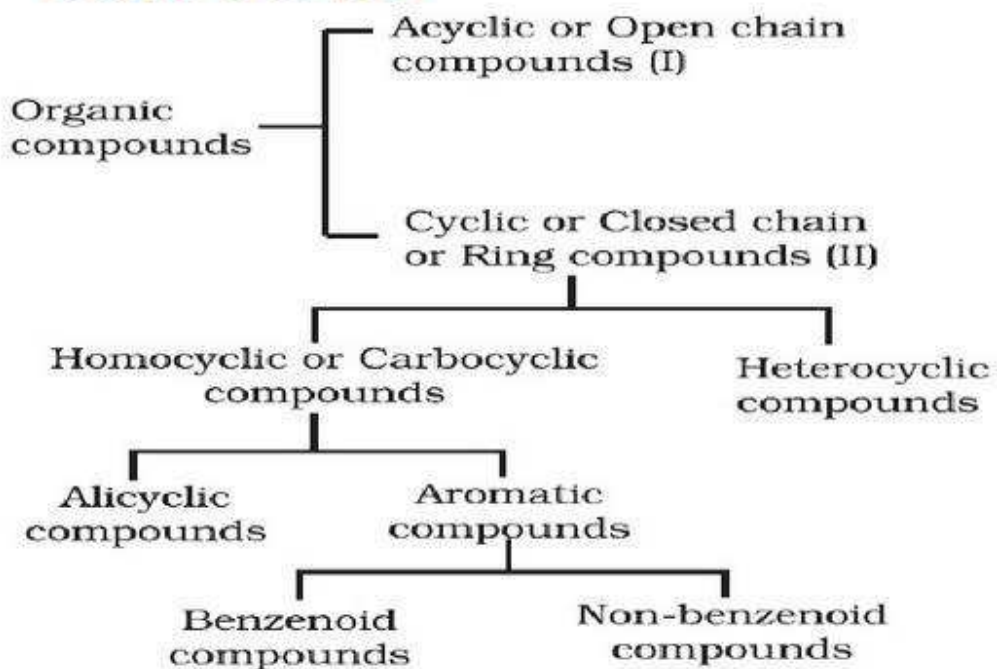 Acyclic or Open chain
compounds (I)
Organic
compounds
Cyclic or Closed chain
or Ring compounds (II)
Homocyclic or Carbocyclic
compounds
Heterocyclic
compounds
Alicyclic
compounds
Aromatic
compounds
Benzenoid
compounds
Non-benzenoid
compounds